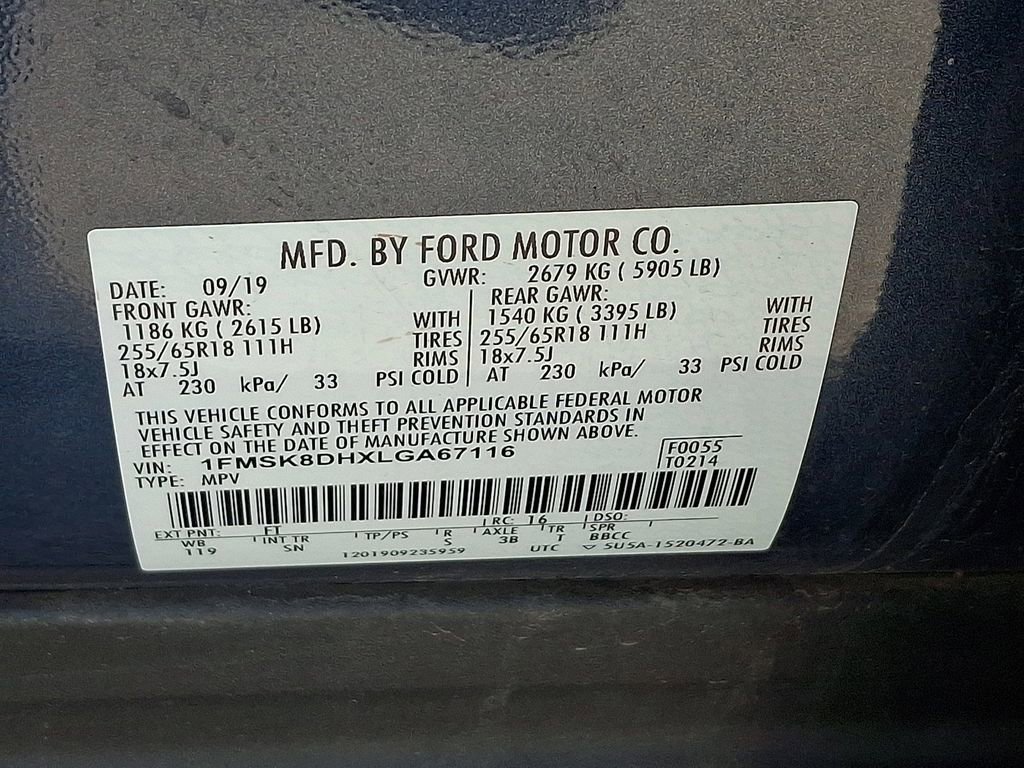 MFD. BY FORD MOTOR CO.
DATE: 09/19 GVWR: 2679 KG ( 5905 LB)
FRONT GAWR: REAR GAWR:
1186 KG ( 2615 LB) WITH 1540 KG ( 3395 LB) WITH
255/65R18 111H TIRES 255/65R18 111H TIRES
18x7.5J RIMS 18x7.5J RIMS
AT 230 kPa/ 33 PSI COLD AT 230 kPa/ 33 PSI COLD
THIS VEHICLE CONFORMS TO ALL APPLICABLE FEDERAL MOTOR
VEHICLE SAFETY AND THEFT PREVENTION STANDARDS IN
EFFECT ON THE DATE OF MANUFACTURE SHOWN ABOVE.
VIN: 1FMSK8DHXLGA67116 F0055
TYPE: MPV T0214
EXT PNT: FT RC: 16 DSO:
WB INT TR TP/PS R AXLE TR SPR
119 SN S 3B T BBCC
1201909235959 UTC ▽ 5U5A-1520472-BA